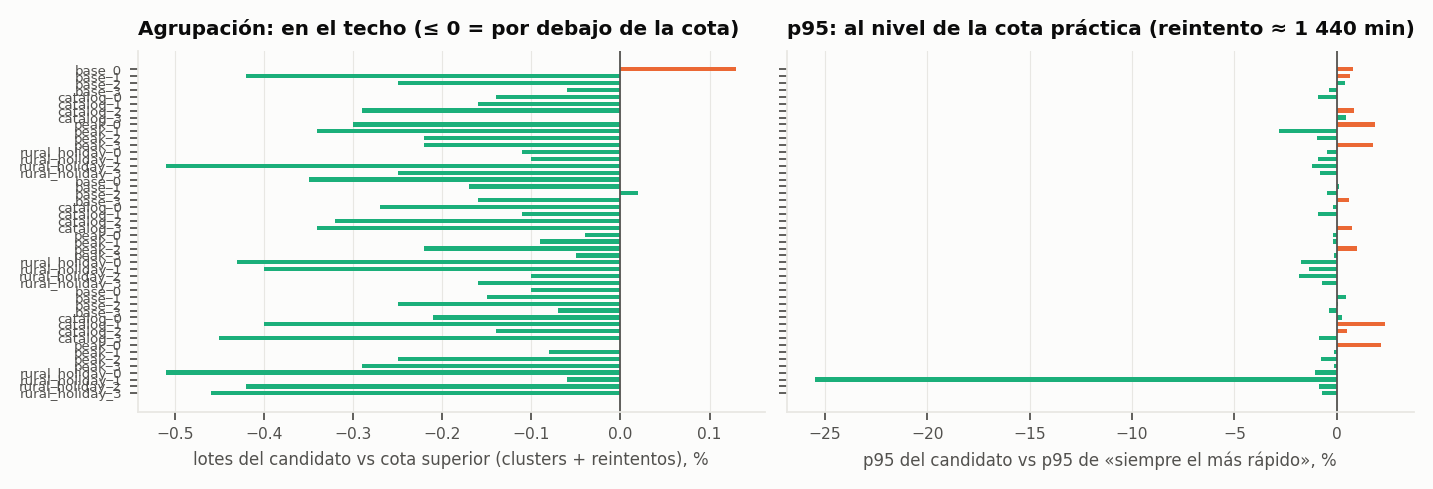 Agrupación: en el techo (≤ 0 = por debajo de la cota)
base_0
base_1
base_2
base_3
catalog_0
catalog_1
catalog_2
catalog_3
peak_0
peak_1
peak_2
peak_3
rural_holiday_0
rural_holiday_1
rural_holiday_2
rural_holiday_3
base_0
base_1
base_2
base_3
catalog_0
catalog_1
catalog_2
catalog_3
peak_0
peak_1
peak_2
peak_3
rural_holiday_0
rural_holiday_1
rural_holiday_2
rural_holiday_3
base_0
base_1
base_2
base_3
catalog_0
catalog_1
catalog_2
catalog_3
peak_0
peak_1
peak_2
peak_3
rural_holiday_0
rural_holiday_1
rural_holiday_2
rural_holiday_3
−0.5 −0.4 −0.3 −0.2 −0.1 0.0 0.1
lotes del candidato vs cota superior (clusters + reintentos), %
p95: al nivel de la cota práctica (reintento ≈ 1 440 min)
−25 −20 −15 −10 −5 0
p95 del candidato vs p95 de «siempre el más rápido», %